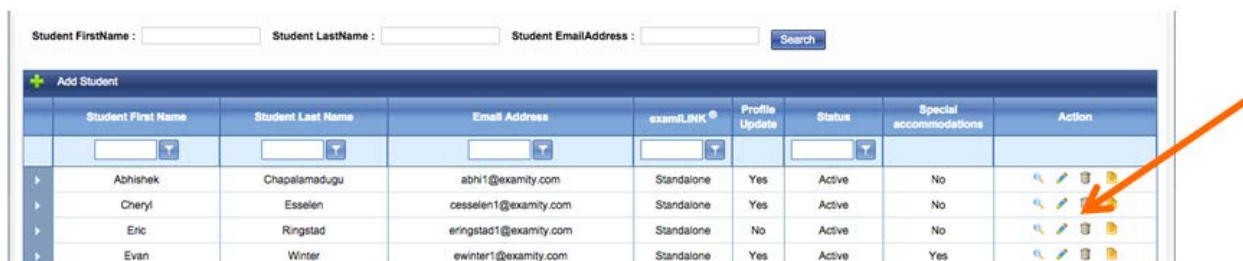 Student FirstName : Student LastName : Student EmailAddress : Search
Add Student
Student First Name Student Last Name Email Address examiLINK® Profile Update Status Special accommodations Action
Abhishek Chapalamadugu abhi1@examity.com Standalone Yes Active No
Cheryl Esselen cesselen1@examity.com Standalone Yes Active No
Eric Ringstad eringstad1@examity.com Standalone No Active No
Evan Winter ewinter1@examity.com Standalone Yes Active Yes